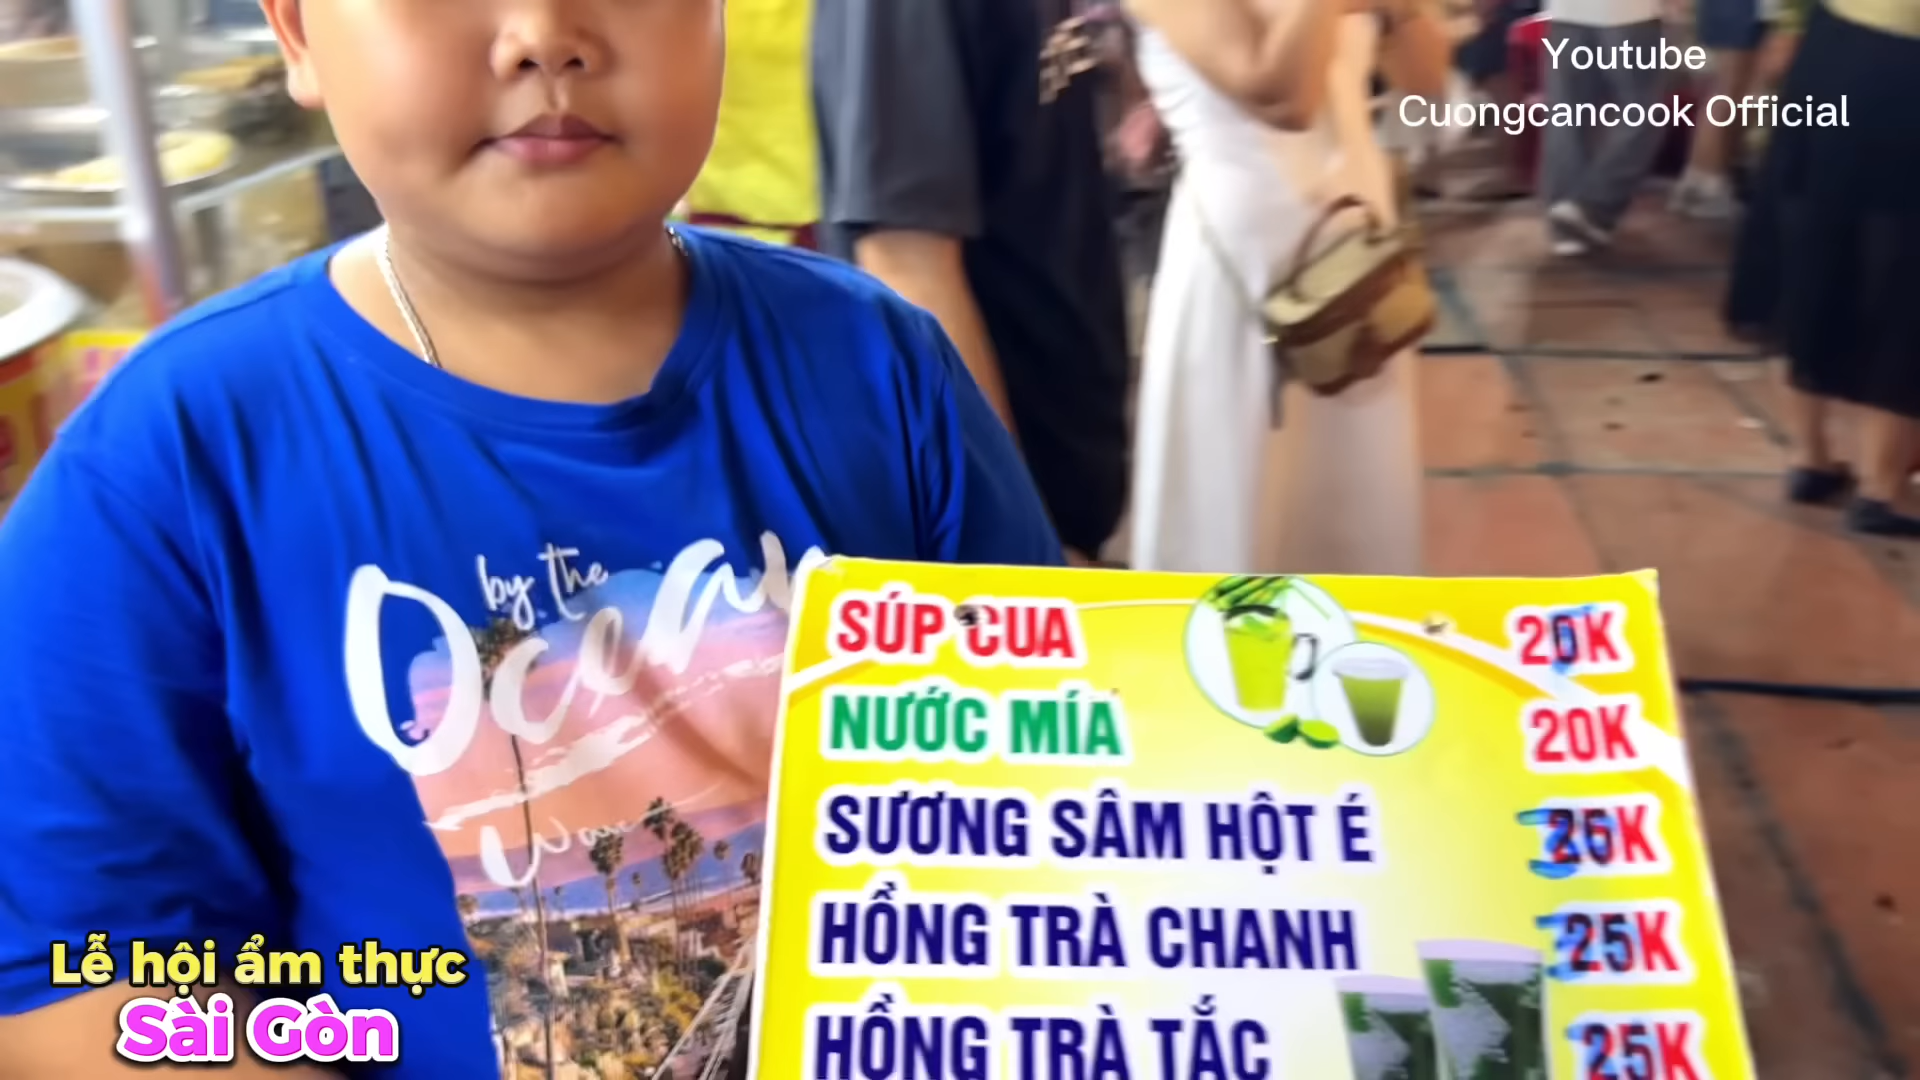 Youtube
Cuongcancook Official
by the
Ocean
Wave
SÚP CUA 20K
NƯỚC MÍA 20K
SƯƠNG SÂM HỘT É 25K
HỒNG TRÀ CHANH 25K
HỒNG TRÀ TẮC 25K
Lễ hội ẩm thực
Sài Gòn